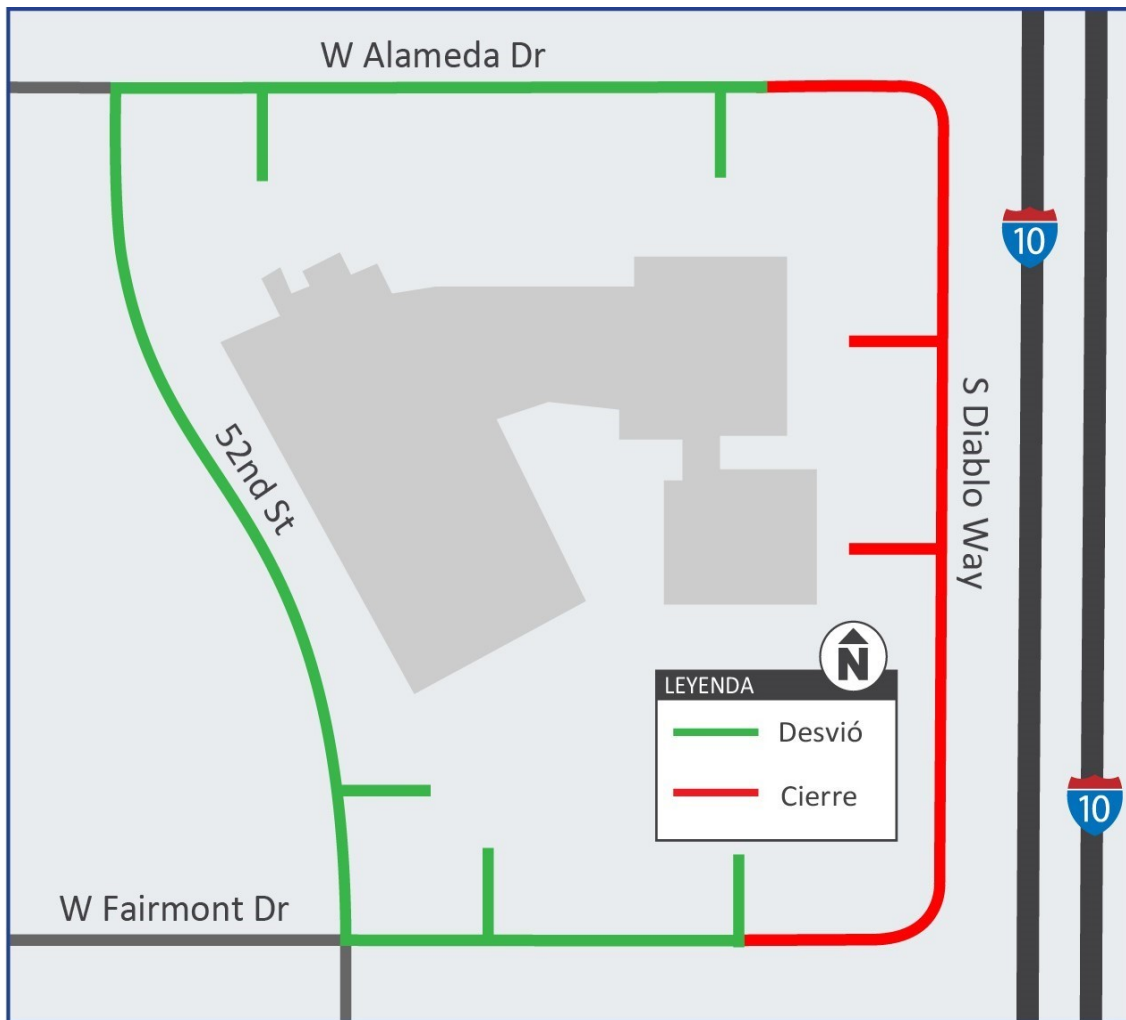 W Alameda Dr
10
52nd St
S Diablo Way
N
LEYENDA
Desvió
Cierre
10
W Fairmont Dr